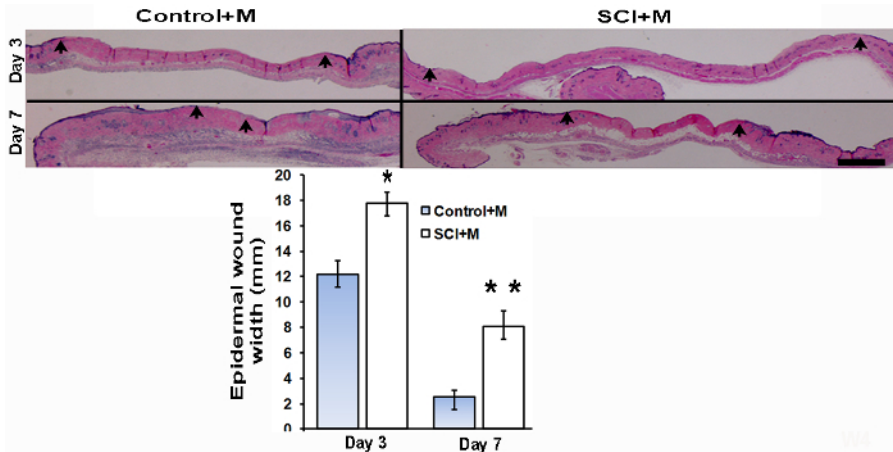 Control+M SCI+M
Day 3
Day 7
Epidermal wound width (mm)
20
18
16
14
12
10
8
6
4
2
0
*
* *
Control+M
SCI+M
Day 3 Day 7
W4